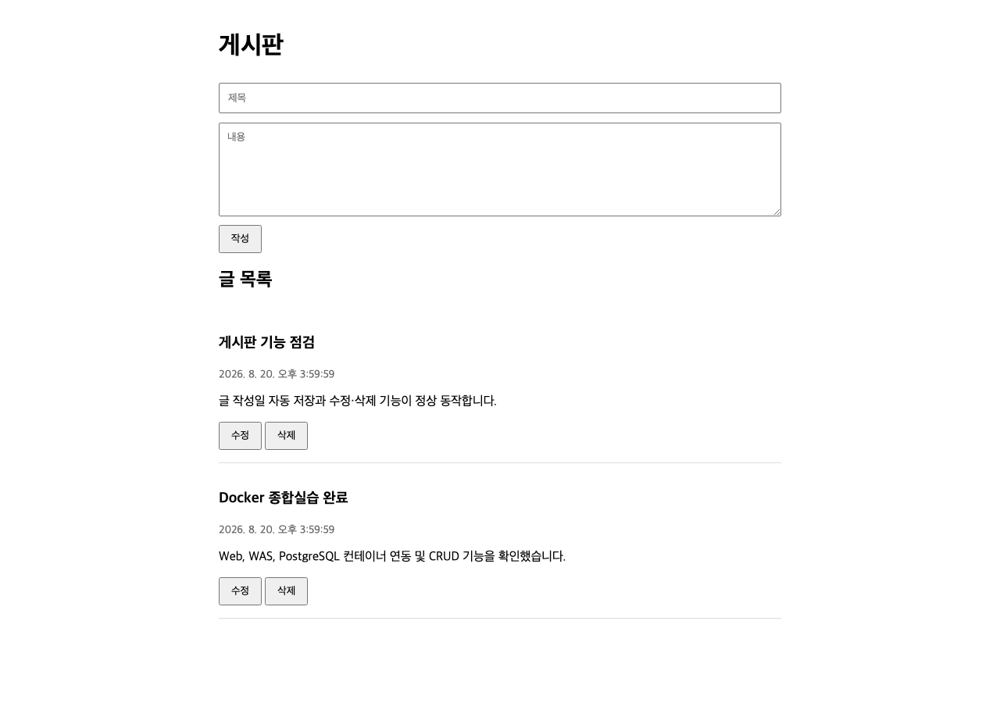 게시판
제목
내용
작성
글 목록
게시판 기능 점검
2026. 8. 20. 오후 3:59:59
글 작성일 자동 저장과 수정·삭제 기능이 정상 동작합니다.
수정 삭제
Docker 종합실습 완료
2026. 8. 20. 오후 3:59:59
Web, WAS, PostgreSQL 컨테이너 연동 및 CRUD 기능을 확인했습니다.
수정 삭제